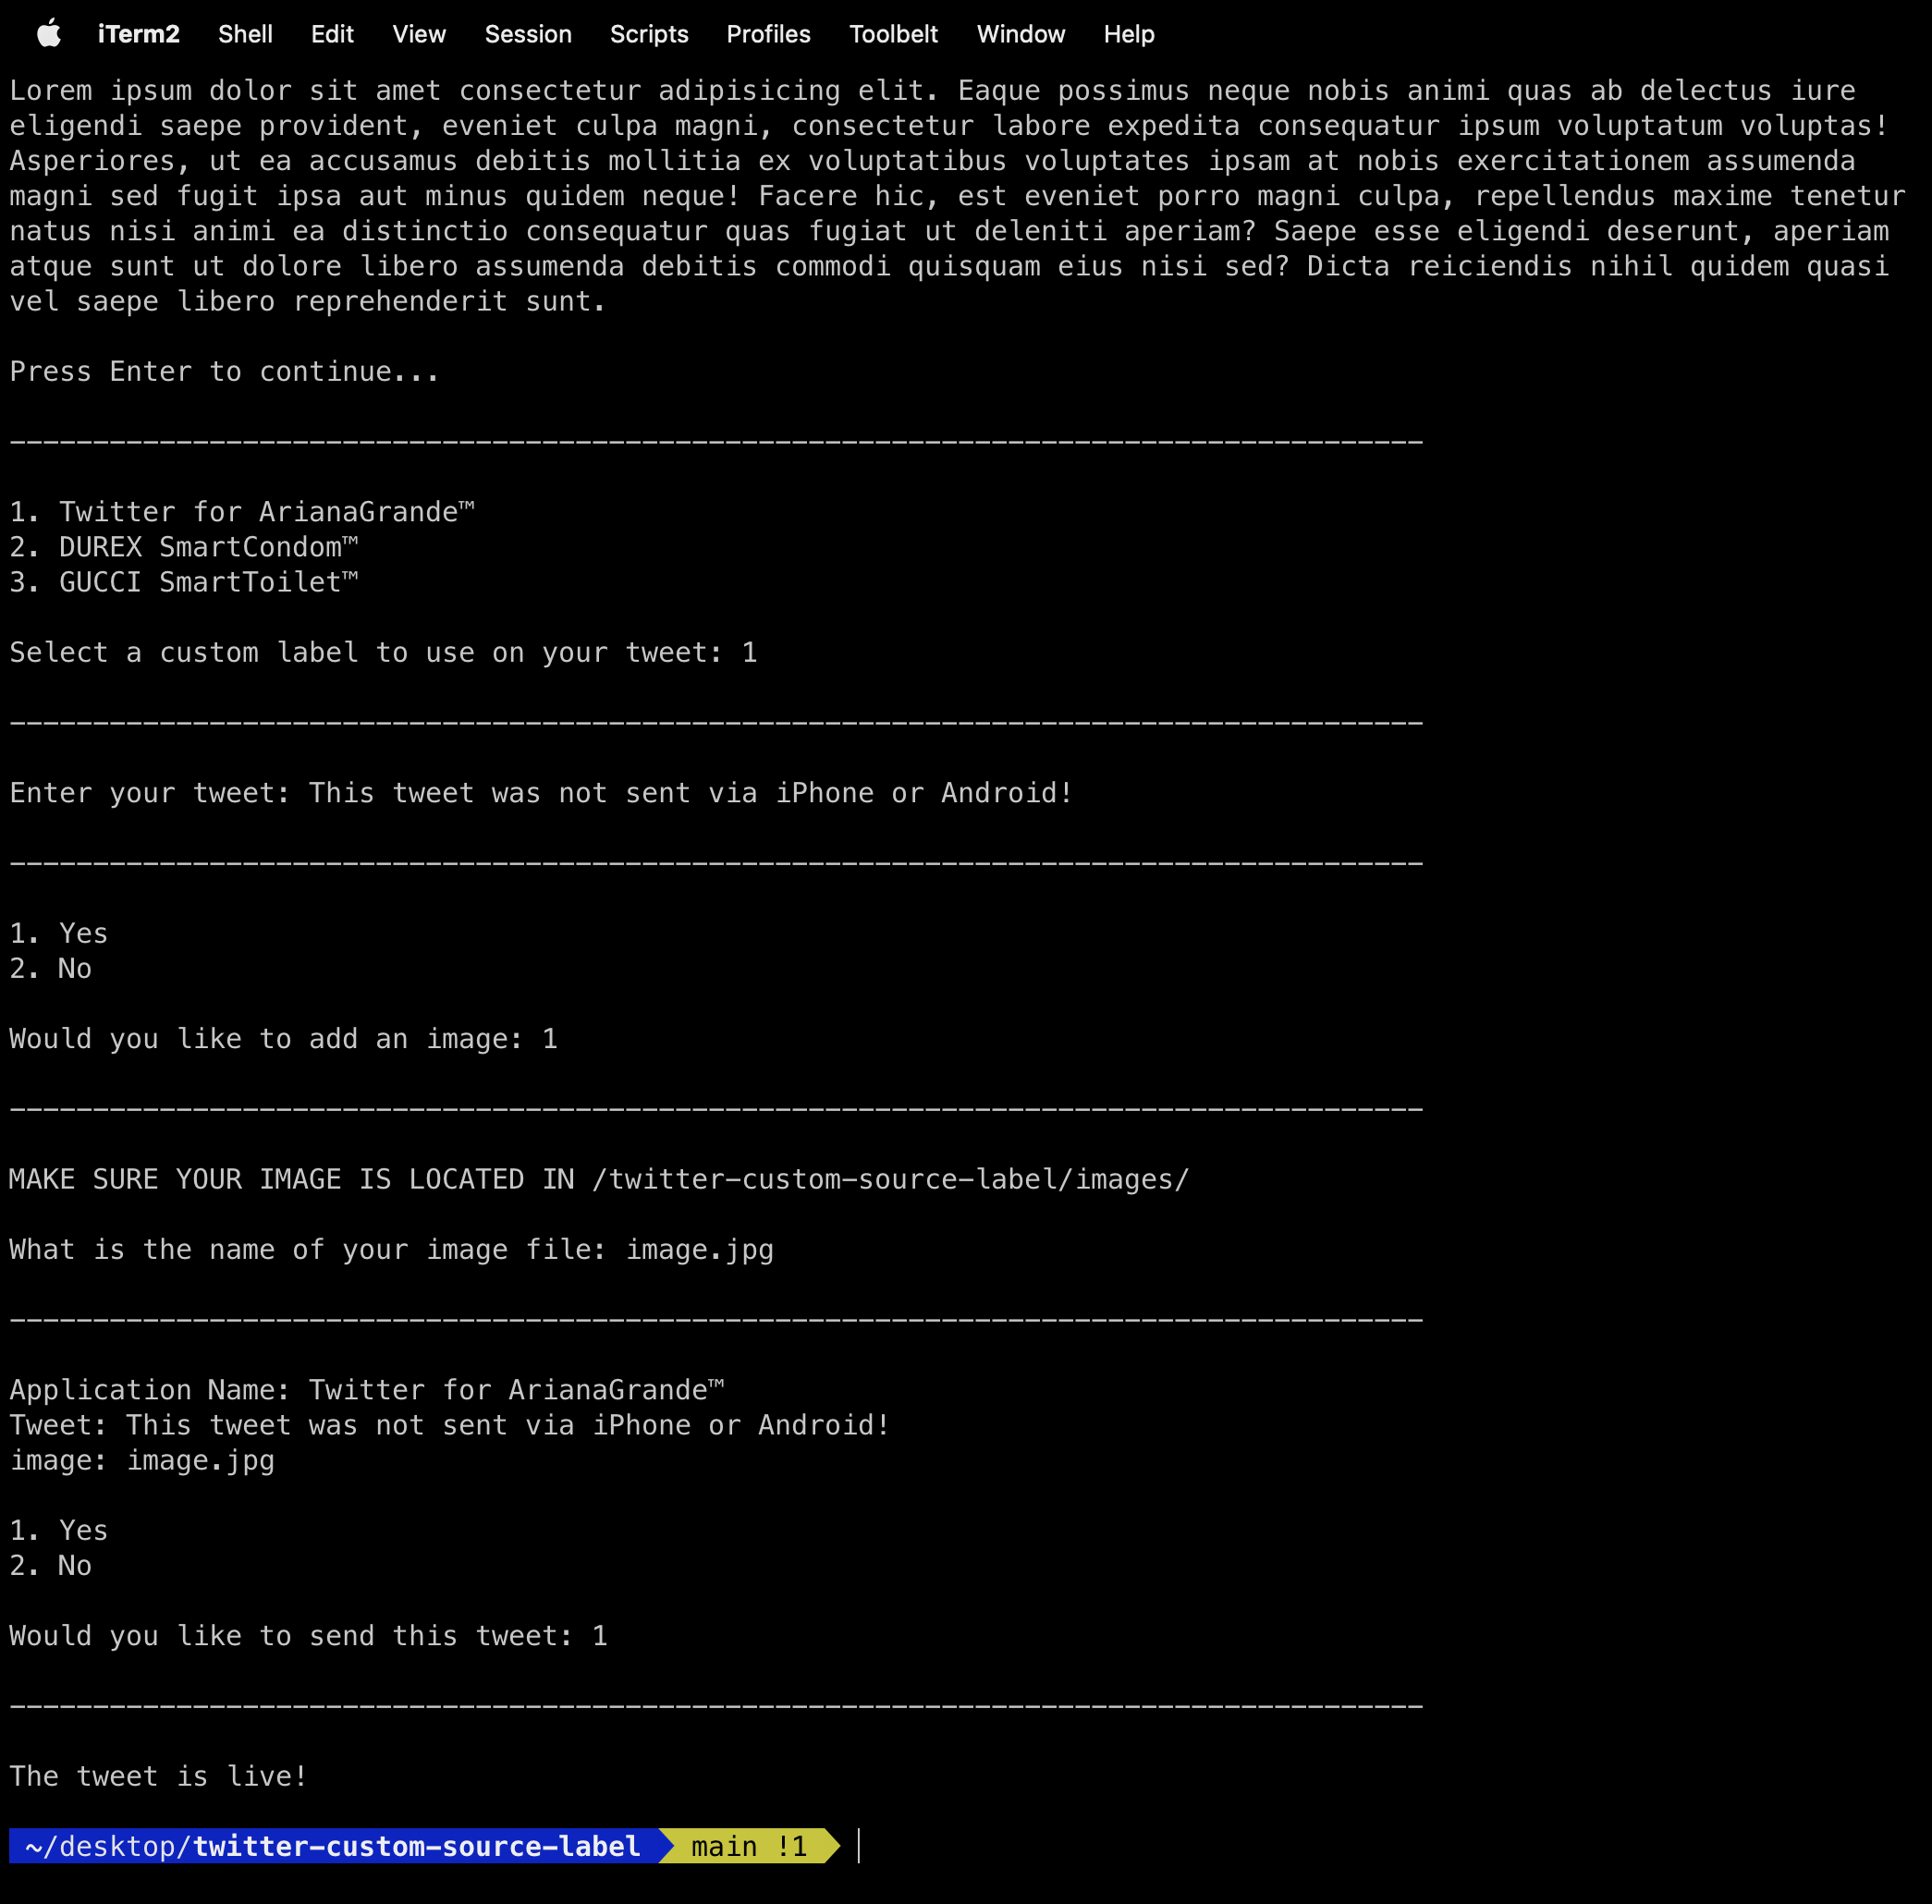 iTerm2 Shell Edit View Session Scripts Profiles Toolbelt Window Help
Lorem ipsum dolor sit amet consectetur adipisicing elit. Eaque possimus neque nobis animi quas ab delectus iure
eligendi saepe provident, eveniet culpa magni, consectetur labore expedita consequatur ipsum voluptatum voluptas!
Asperiores, ut ea accusamus debitis mollitia ex voluptatibus voluptates ipsam at nobis exercitationem assumenda
magni sed fugit ipsa aut minus quidem neque! Facere hic, est eveniet porro magni culpa, repellendus maxime tenetur
natus nisi animi ea distinctio consequatur quas fugiat ut deleniti aperiam? Saepe esse eligendi deserunt, aperiam
atque sunt ut dolore libero assumenda debitis commodi quisquam eius nisi sed? Dicta reiciendis nihil quidem quasi
vel saepe libero reprehenderit sunt.
Press Enter to continue...
-------------------------------------------------------------------------------------
1. Twitter for ArianaGrande™
2. DUREX SmartCondom™
3. GUCCI SmartToilet™
Select a custom label to use on your tweet: 1
-------------------------------------------------------------------------------------
Enter your tweet: This tweet was not sent via iPhone or Android!
-------------------------------------------------------------------------------------
1. Yes
2. No
Would you like to add an image: 1
-------------------------------------------------------------------------------------
MAKE SURE YOUR IMAGE IS LOCATED IN /twitter-custom-source-label/images/
What is the name of your image file: image.jpg
-------------------------------------------------------------------------------------
Application Name: Twitter for ArianaGrande™
Tweet: This tweet was not sent via iPhone or Android!
image: image.jpg
1. Yes
2. No
Would you like to send this tweet: 1
-------------------------------------------------------------------------------------
The tweet is live!
~/desktop/twitter-custom-source-label main !1